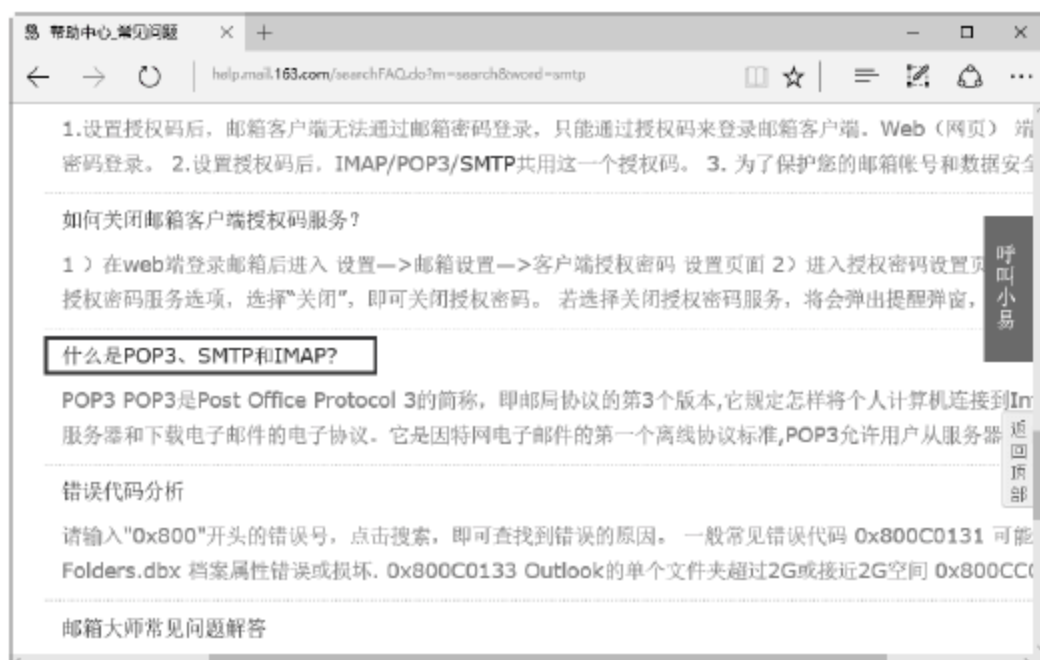 易 帮助中心_常见问题
help.mail.163.com/searchFAQ.do?m=search&word=smtp
1.设置授权码后，邮箱客户端无法通过邮箱密码登录，只能通过授权码来登录邮箱客户端。Web（网页） 端
密码登录。 2.设置授权码后，IMAP/POP3/SMTP共用这一个授权码。 3. 为了保护您的邮箱帐号和数据安全
如何关闭邮箱客户端授权码服务?
1 ）在web端登录邮箱后进入 设置—>邮箱设置—>客户端授权密码 设置页面 2）进入授权密码设置页
授权密码服务选项，选择“关闭”，即可关闭授权密码。 若选择关闭授权密码服务，将会弹出提醒弹窗，
呼叫小易
什么是POP3、SMTP和IMAP?
POP3 POP3是Post Office Protocol 3的简称，即邮局协议的第3个版本,它规定怎样将个人计算机连接到Int
服务器和下载电子邮件的电子协议。它是因特网电子邮件的第一个离线协议标准,POP3允许用户从服务器
返回顶部
错误代码分析
请输入"0x800"开头的错误号，点击搜索，即可查找到错误的原因。 一般常见错误代码 0x800C0131 可能
Folders.dbx 档案属性错误或损坏. 0x800C0133 Outlook的单个文件夹超过2G或接近2G空间 0x800CC
邮箱大师常见问题解答